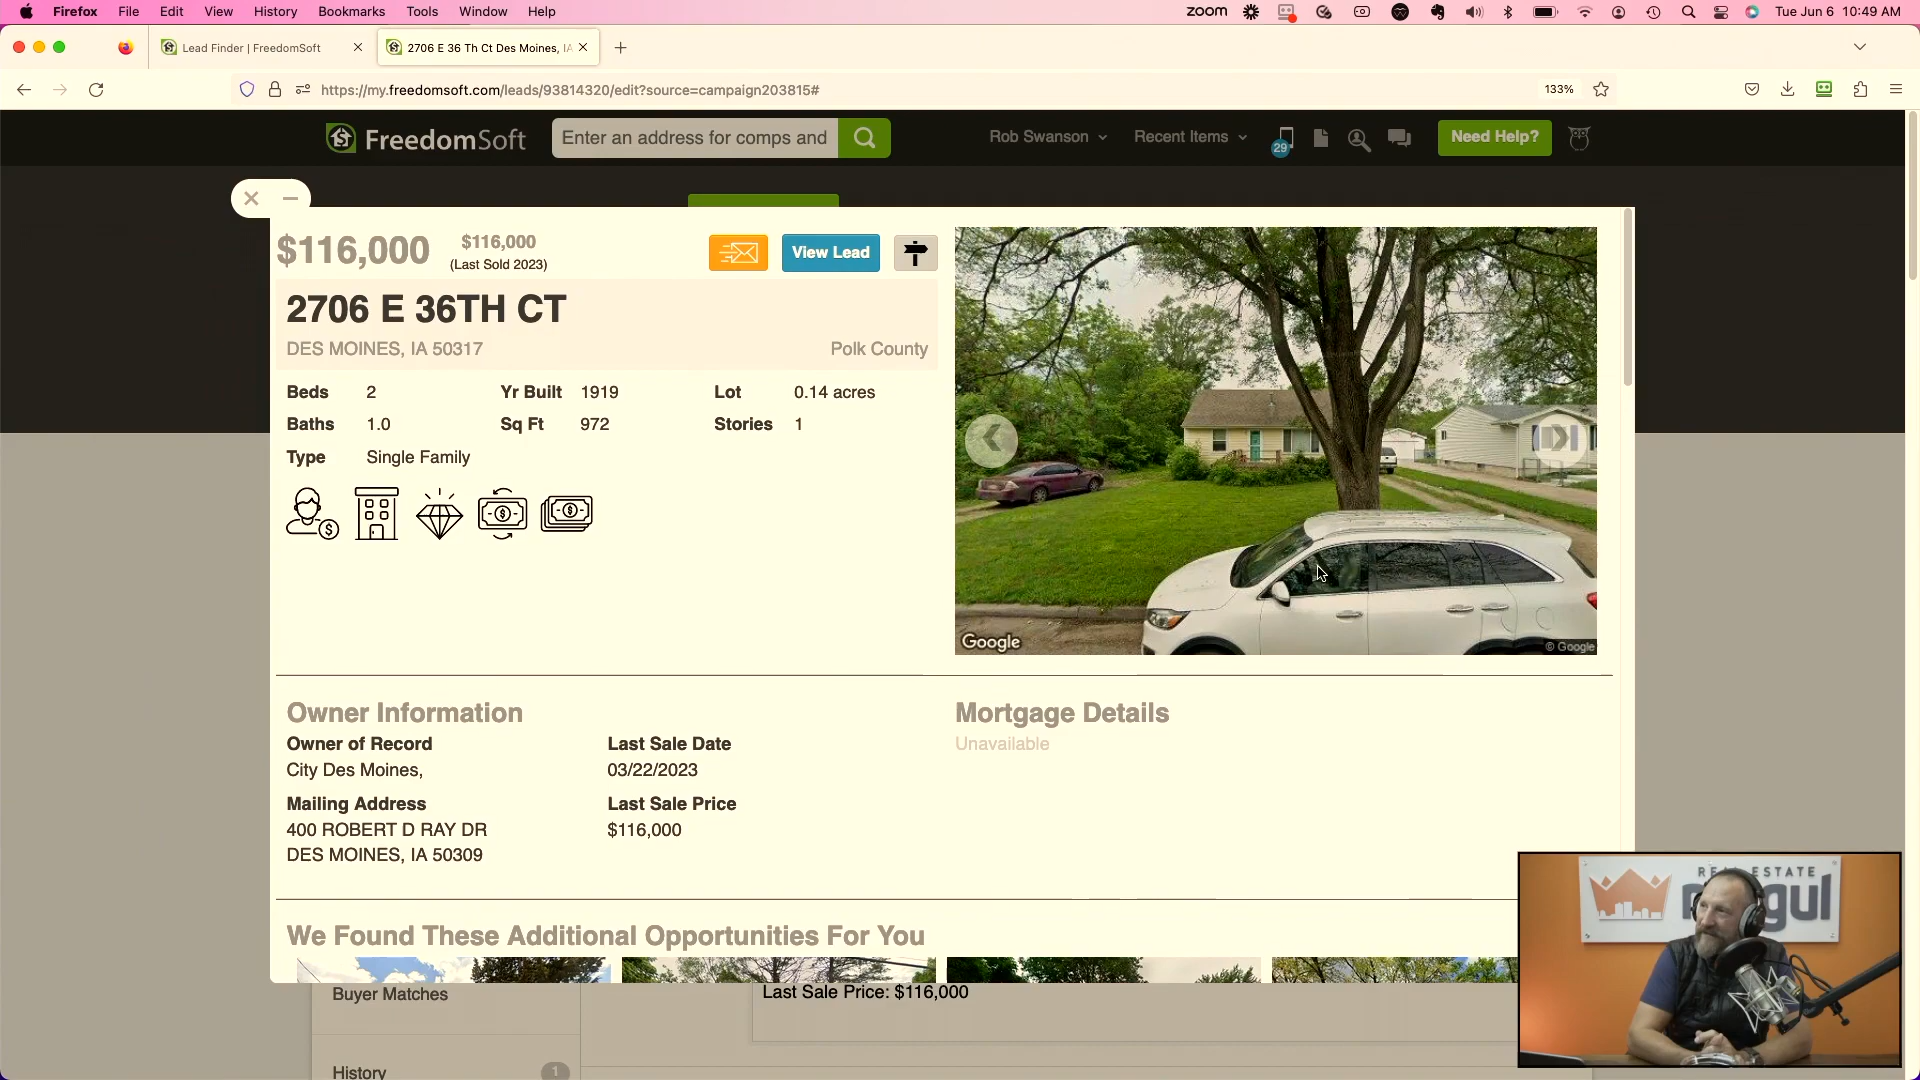 Firefox File Edit View History Bookmarks Tools Window Help zoom Tue Jun 6 10:49 AM
Lead Finder | FreedomSoft
2706 E 36 Th Ct Des Moines, IA
https://my.freedomsoft.com/leads/93814320/edit?source=campaign203815# 133%
FreedomSoft Enter an address for comps and Rob Swanson Recent Items 29 Need Help?
$116,000 $116,000
(Last Sold 2023)
View Lead
2706 E 36TH CT
DES MOINES, IA 50317 Polk County
Beds 2 Yr Built 1919 Lot 0.14 acres
Baths 1.0 Sq Ft 972 Stories 1
Type Single Family
Google © Google
Owner Information
Owner of Record
City Des Moines,
Mailing Address
400 ROBERT D RAY DR
DES MOINES, IA 50309
Last Sale Date
03/22/2023
Last Sale Price
$116,000
Mortgage Details
Unavailable
We Found These Additional Opportunities For You
Buyer Matches
Last Sale Price: $116,000
History 1